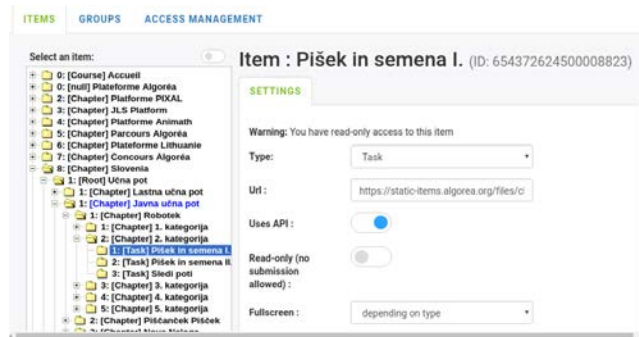 ITEMS GROUPS ACCESS MANAGEMENT
Select an item:
0: [Course] Accueil
0: [null] Plateforme Algoréa
2: [Chapter] Platforme PIXAL
3: [Chapter] JLS Platform
4: [Chapter] Platforme Animath
5: [Chapter] Parcours Algoréa
6: [Chapter] Plateforme Lithuanie
7: [Chapter] Concours Algoréa
8: [Chapter] Slovenia
1: [Root] Učna pot
1: [Chapter] Lastna učna pot
1: [Chapter] Javna učna pot
1: [Chapter] Robotek
1: [Chapter] 1. kategorija
2: [Chapter] 2. kategorija
1: [Task] Pišek in semena I.
2: [Task] Pišek in semena II.
3: [Task] Sledi poti
3: [Chapter] 3. kategorija
4: [Chapter] 4. kategorija
5: [Chapter] 5. kategorija
2: [Chapter] Piščanček Pišček
Item : Pišek in semena I. (ID: 654372624500008823)
SETTINGS
Warning: You have read-only access to this item
Type: Task
Url : https://static-items.algorea.org/files/cl
Uses API :
Read-only (no
submission
allowed) :
Fullscreen : depending on type